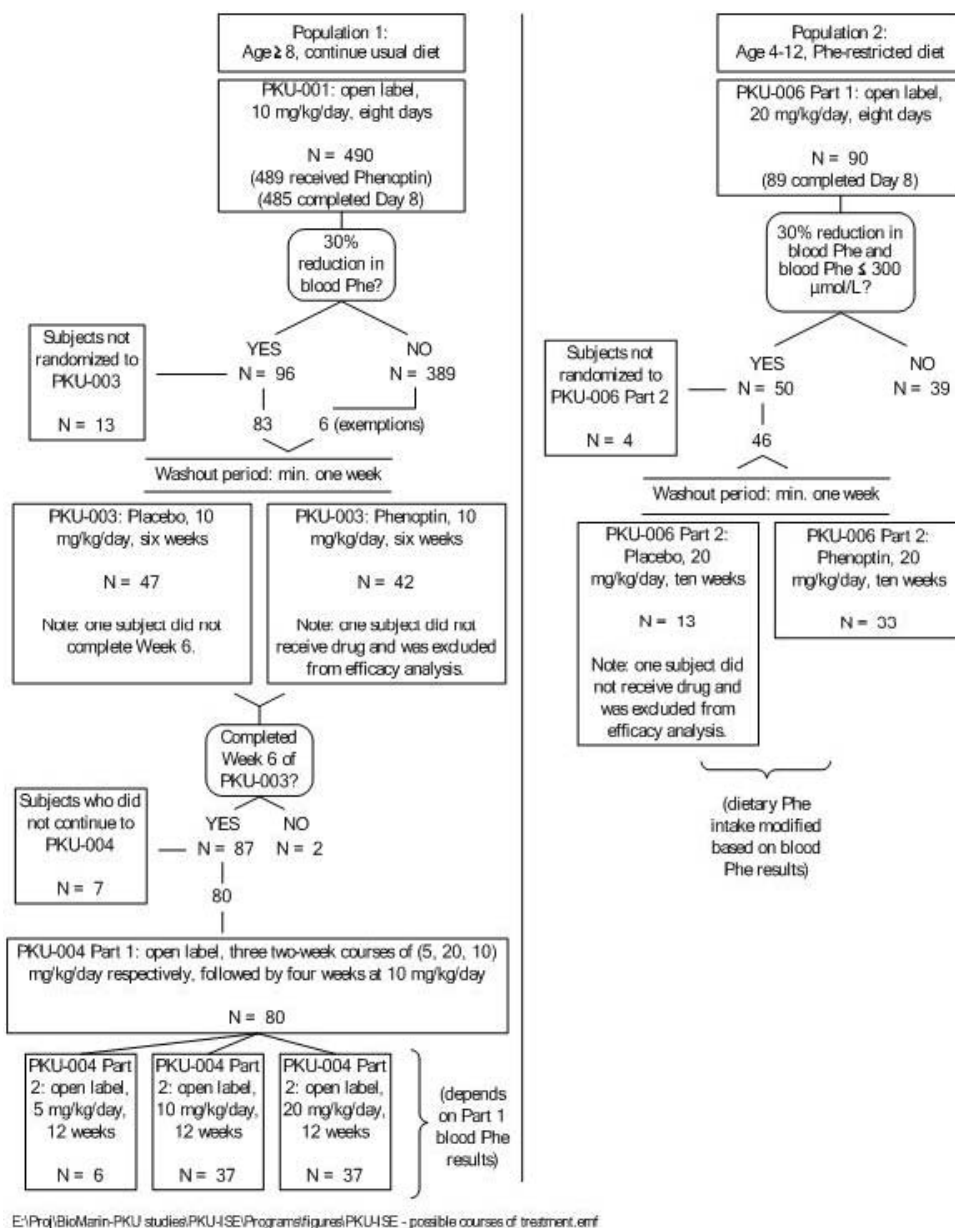 Population 1:
Age ≥ 8, continue usual diet
PKU-001: open label,
10 mg/kg/day, eight days
N = 490
(489 received Phenoptin)
(485 completed Day 8)
30%
reduction in
blood Phe?
YES
NO
Subjects not
randomized to
PKU-003
N = 13
N = 96
N = 389
83
6 (exemptions)
Washout period: min. one week
PKU-003: Placebo, 10
mg/kg/day, six weeks
N = 47
Note: one subject did not
complete Week 6.
PKU-003: Phenoptin, 10
mg/kg/day, six weeks
N = 42
Note: one subject did not
receive drug and was excluded
from efficacy analysis.
Completed
Week 6 of
PKU-003?
YES
NO
Subjects who did
not continue to
PKU-004
N = 7
N = 87
N = 2
80
PKU-004 Part 1: open label, three two-week courses of (5, 20, 10)
mg/kg/day respectively, followed by four weeks at 10 mg/kg/day
N = 80
PKU-004 Part
2: open label,
5 mg/kg/day,
12 weeks
N = 6
PKU-004 Part
2: open label,
10 mg/kg/day,
12 weeks
N = 37
PKU-004 Part
2: open label,
20 mg/kg/day,
12 weeks
N = 37
(depends
on Part 1
blood Phe
results)
Population 2:
Age 4-12, Phe-restricted diet
PKU-006 Part 1: open label,
20 mg/kg/day, eight days
N = 90
(89 completed Day 8)
30% reduction in
blood Phe and
blood Phe ≤ 300
µmol/L?
YES
NO
Subjects not
randomized to
PKU-006 Part 2
N = 4
N = 50
N = 39
46
Washout period: min. one week
PKU-006 Part 2:
Placebo, 20
mg/kg/day, ten weeks
N = 13
Note: one subject did
not receive drug and
was excluded from
efficacy analysis.
PKU-006 Part 2:
Phenoptin, 20
mg/kg/day, ten weeks
N = 33
(dietary Phe
intake modified
based on blood
Phe results)
E:\Proj\BioMarin-PKU studies\PKU-ISE\Programs\figures\PKU-ISE - possible courses of treatment.emf